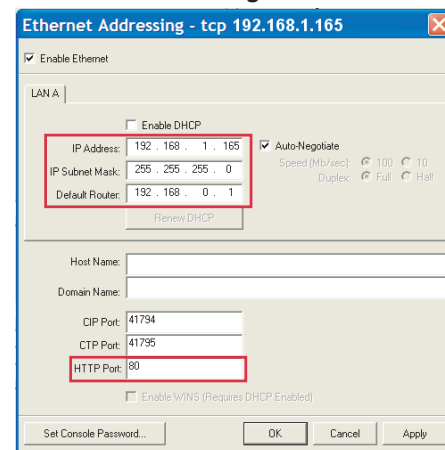 Ethernet Addressing - tcp 192.168.1.165
Enable Ethernet
LAN A
Enable DHCP
IP Address: 192 . 168 . 1 . 165
Auto-Negotiate
IP Subnet Mask: 255 . 255 . 255 . 0
Speed (Mb/sec): 100 10
Duplex: Full Half
Default Router: 192 . 168 . 0 . 1
Renew DHCP
Host Name:
Domain Name:
CIP Port: 41794
CTP Port: 41795
HTTP Port: 80
Enable WINS (Requires DHCP Enabled)
Set Console Password... OK Cancel Apply